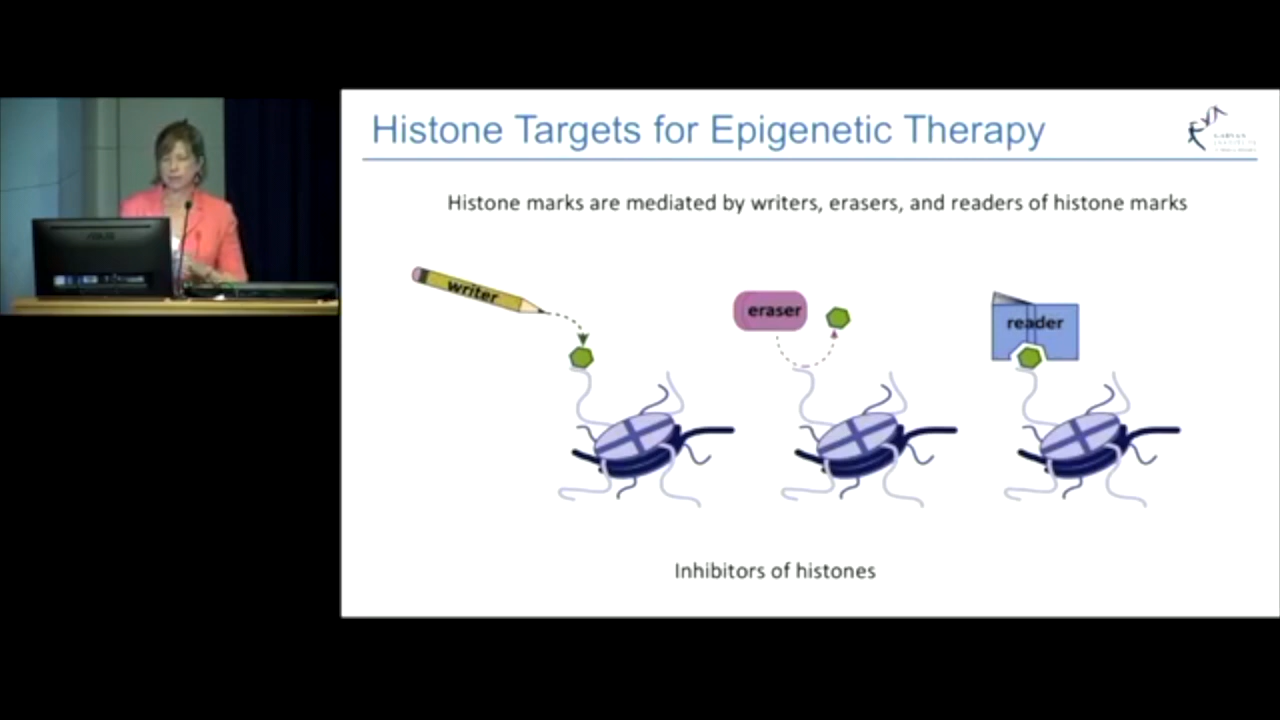 Histone Targets for Epigenetic Therapy
Histone marks are mediated by writers, erasers, and readers of histone marks
writer
eraser
reader
Inhibitors of histones
ASUS